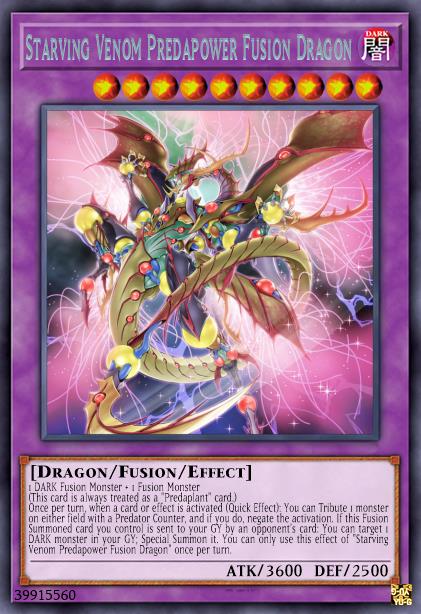 STARVING VENOM PREDAPOWER FUSION DRAGON
DARK
闇
[DRAGON/FUSION/EFFECT]
1 DARK Fusion Monster + 1 Fusion Monster
(This card is always treated as a "Predaplant" card.)
Once per turn, when a card or effect is activated (Quick Effect): You can Tribute 1 monster
on either field with a Predator Counter, and if you do, negate the activation. If this Fusion
Summoned card you control is sent to your GY by an opponent's card: You can target 1
DARK monster in your GY; Special Summon it. You can only use this effect of "Starving
Venom Predapower Fusion Dragon" once per turn.
ATK/3600 DEF/2500
39915560